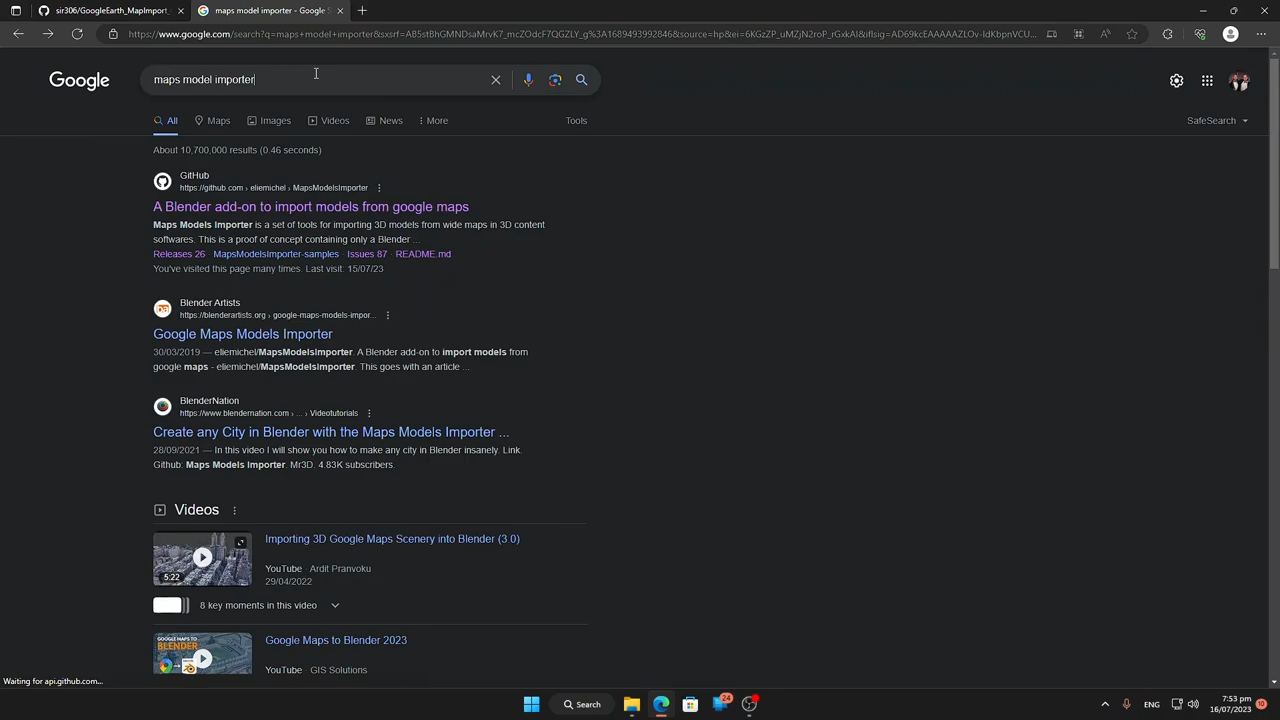 sir306/GoogleEarth_MapImport_
maps model importer - Google S
maps model importer
Google
All
Maps
Images
Videos
News
More
Tools
SafeSearch
About 10,700,000 results (0.46 seconds)
GitHub
https://github.com › eliemichel › MapsModelsImporter
A Blender add-on to import models from google maps
Maps Models Importer is a set of tools for importing 3D models from wide maps in 3D content
softwares. This is a proof of concept containing only a Blender ...
Releases 26 · MapsModelsImporter-samples · Issues 87 · README.md
You've visited this page many times. Last visit: 15/07/23
Blender Artists
https://blenderartists.org › google-maps-models-impor...
Google Maps Models Importer
30/03/2019 — eliemichel/MapsModelsImporter. A Blender add-on to import models from
google maps - eliemichel/MapsModelsImporter. This goes with an article ...
BlenderNation
https://www.blendernation.com › ... › Videotutorials
Create any City in Blender with the Maps Models Importer ...
28/09/2021 — In this video I will show you how to make any city in Blender insanely. Link.
Github: Maps Models Importer. Mr3D. 4.83K subscribers.
Videos
5:22
Importing 3D Google Maps Scenery into Blender (3.0)
YouTube · Ardit Pranvoku
29/04/2022
8 key moments in this video
GOOGLE MAPS TO
BLENDER
Google Maps to Blender 2023
YouTube · GIS Solutions
Waiting for api.github.com...
Search
24
ENG
7:53 pm
16/07/2023
10